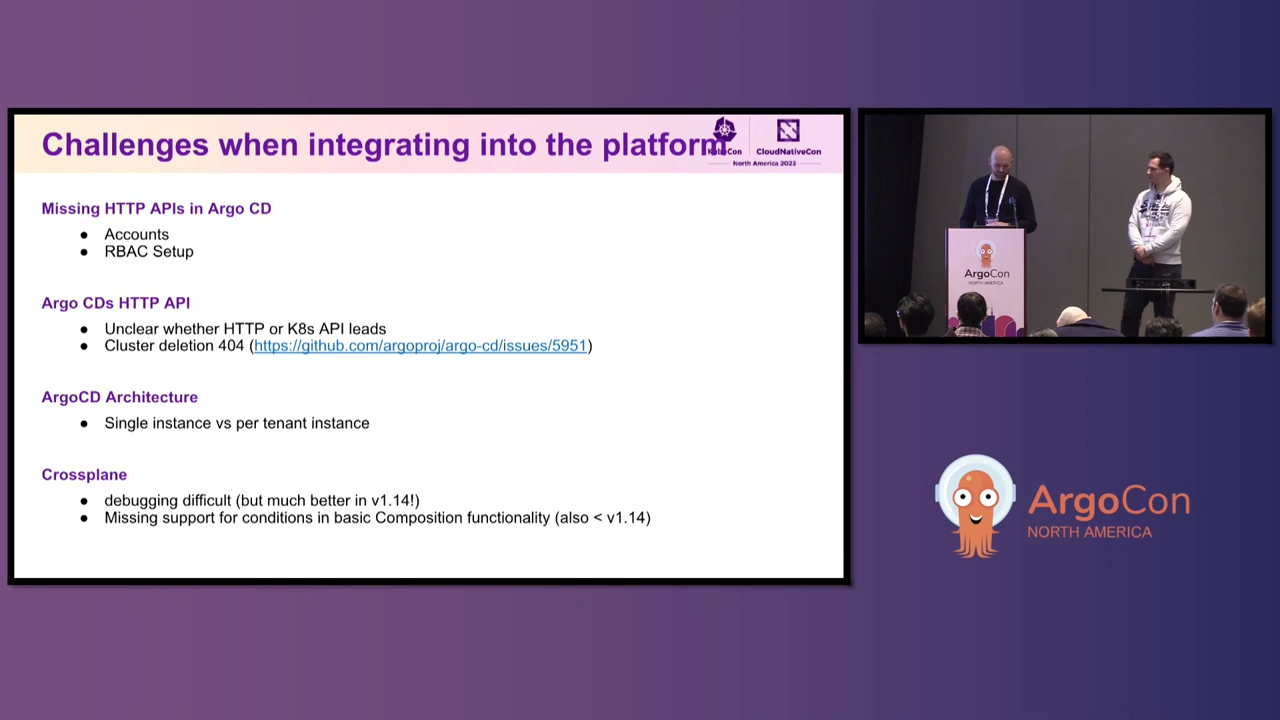 Challenges when integrating into the platform
KubeCon
CloudNativeCon
North America 2023
Missing HTTP APIs in Argo CD
● Accounts
● RBAC Setup
Argo CDs HTTP API
● Unclear whether HTTP or K8s API leads
● Cluster deletion 404 (https://github.com/argoproj/argo-cd/issues/5951)
ArgoCD Architecture
● Single instance vs per tenant instance
Crossplane
● debugging difficult (but much better in v1.14!)
● Missing support for conditions in basic Composition functionality (also < v1.14)
ArgoCon
NORTH AMERICA
ArgoCon
NORTH AMERICA